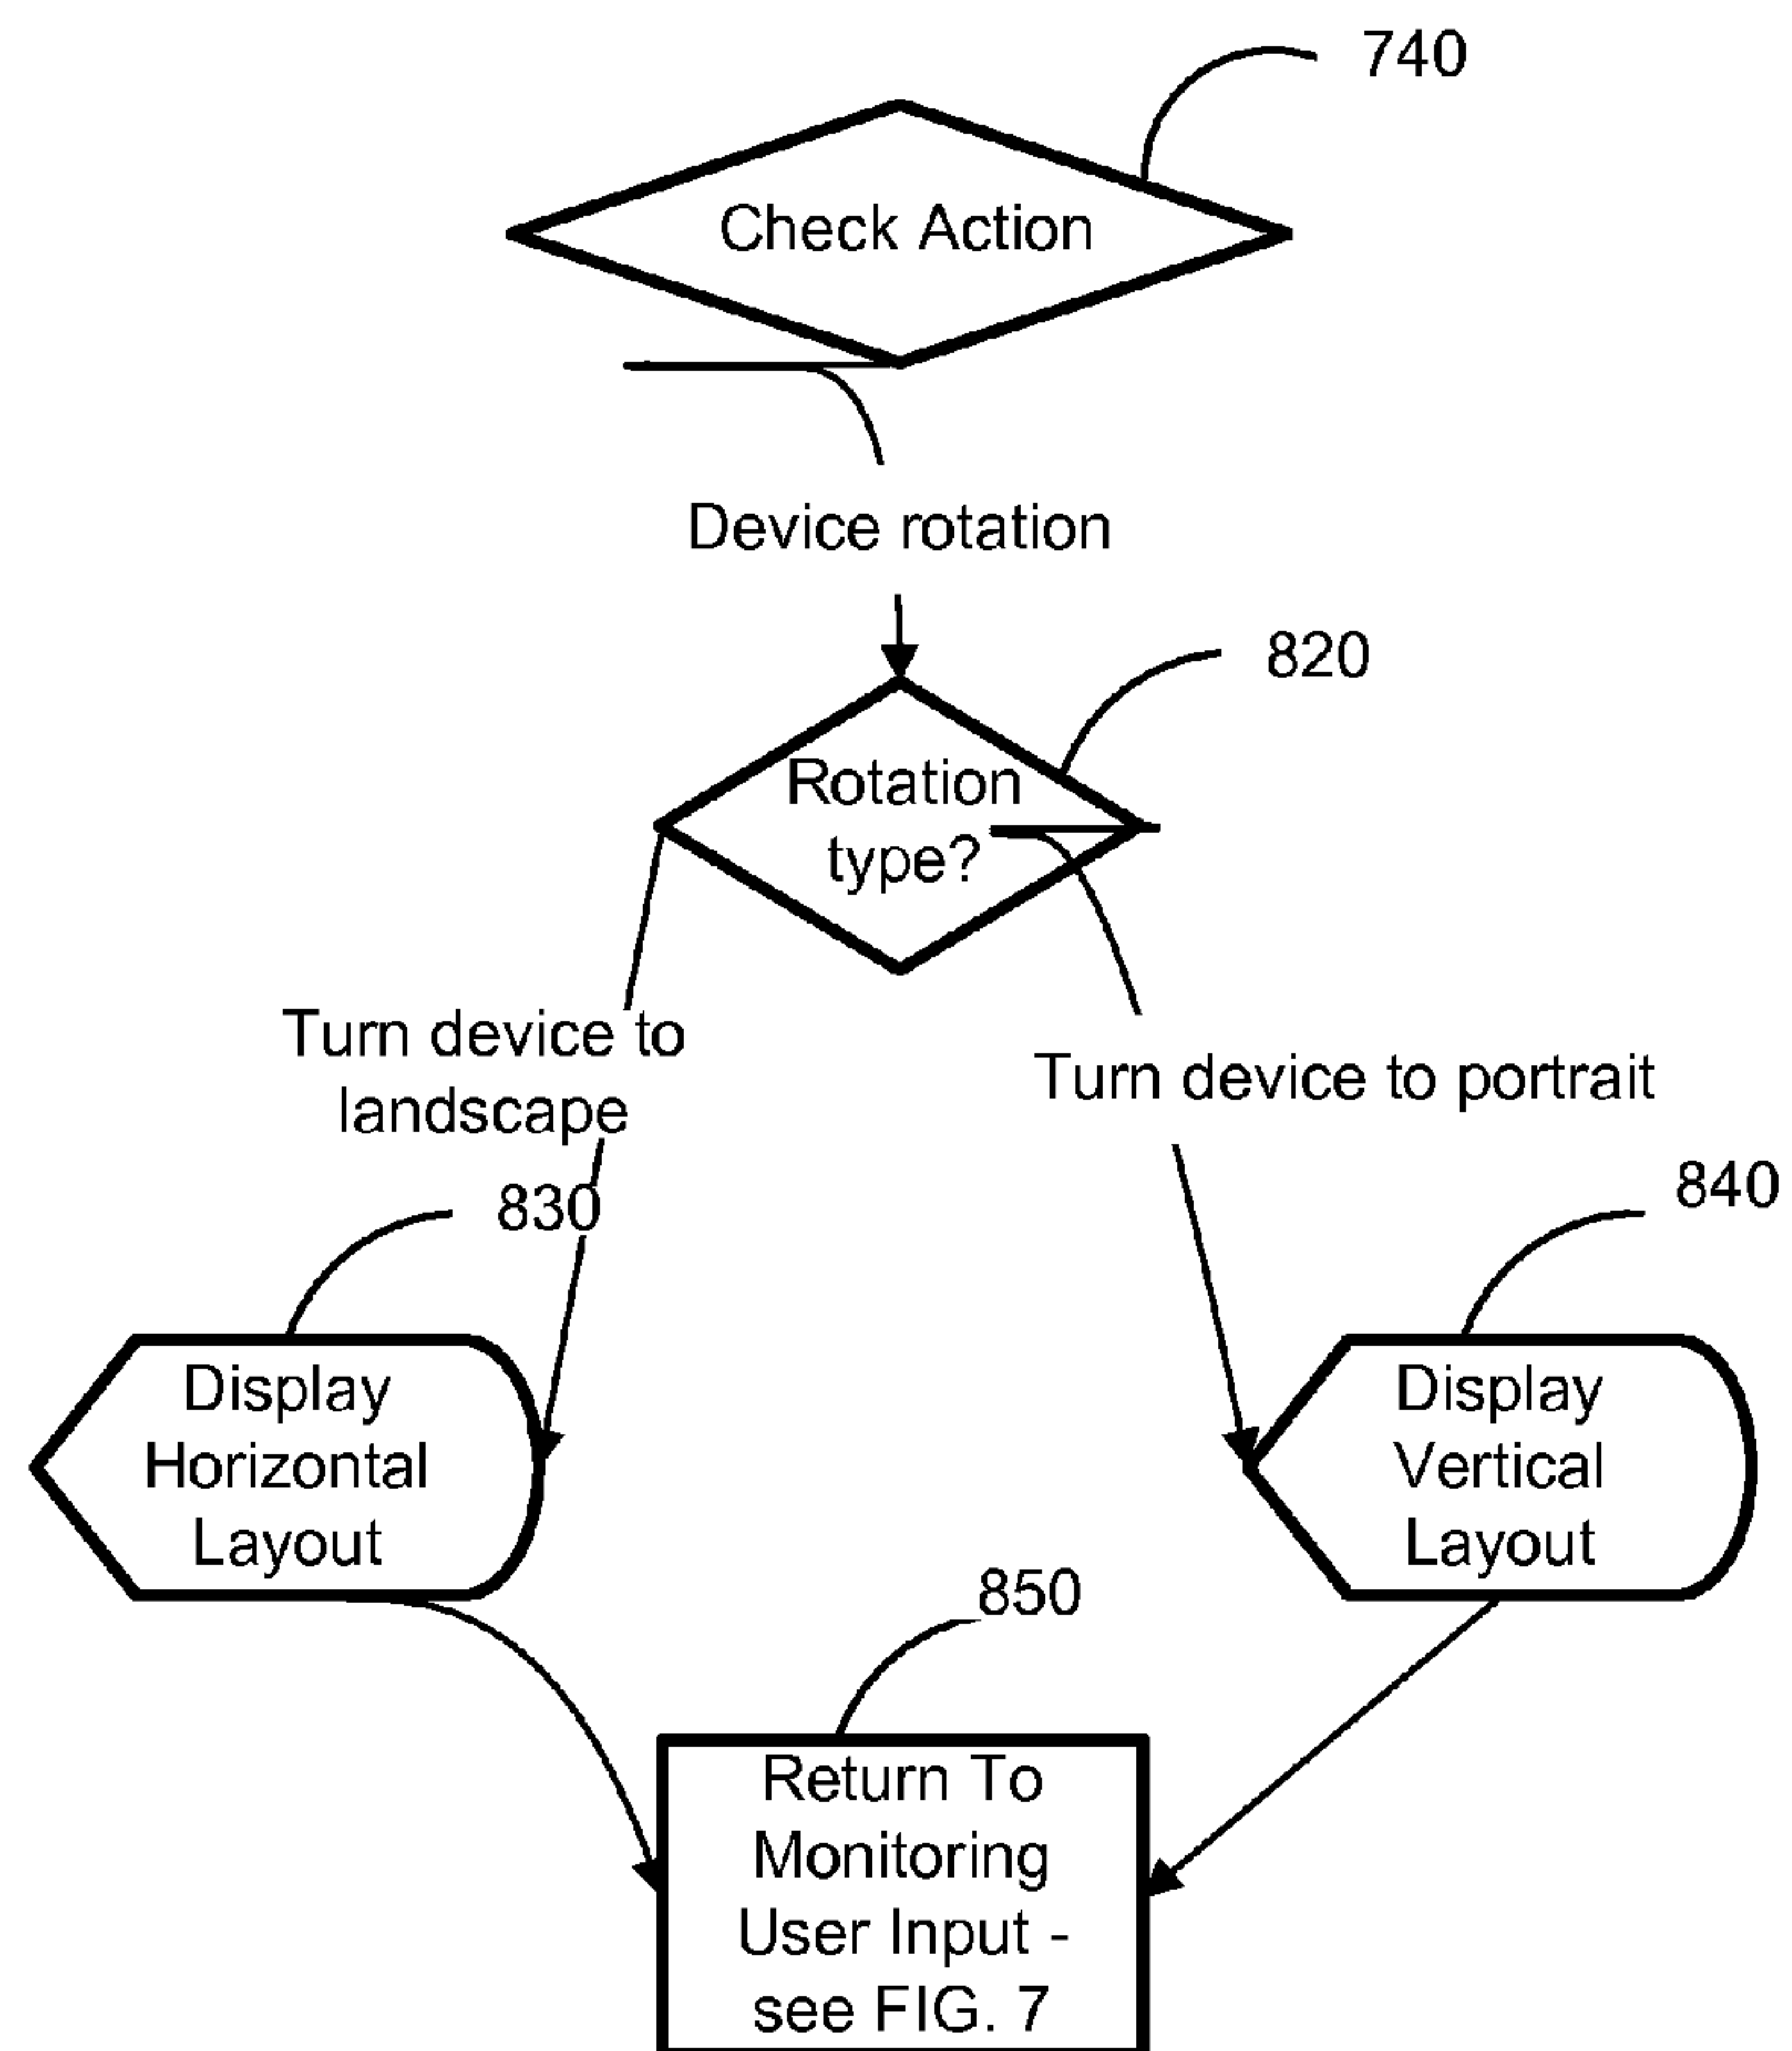 740
Check Action
Device rotation
820
Rotation
type?
Turn device to
landscape
Turn device to portrait
830
840
Display
Horizontal
Layout
Display
Vertical
Layout
850
Return To
Monitoring
User Input -
see FIG. 7